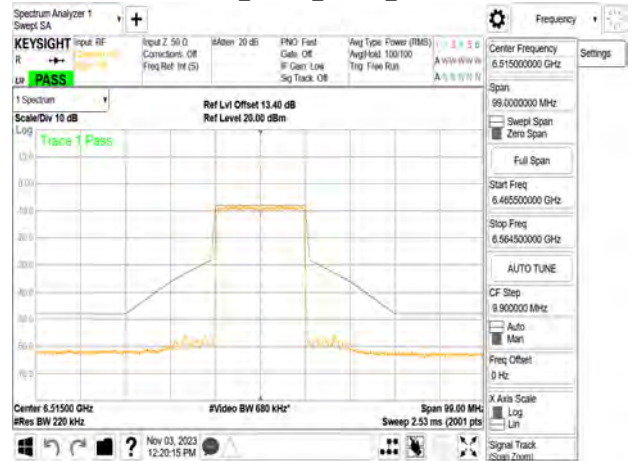 Spectrum Analyzer 1
Swept SA
Frequency
KEYSIGHT
Input: RF
Input Z: 50 Ω
#Atten: 20 dB
PNO: Fast
Avg Type: Power (RMS)
Corrections: Off
Gate: Off
Avg|Hold: 100/100
Freq Ref: Int (S)
IF Gain: Low
Trig: Free Run
Sig Track: Off
PASS
Center Frequency
6.515000000 GHz
Settings
Span
99.0000000 MHz
Swept Span
Zero Span
Full Span
Start Freq
6.465500000 GHz
Stop Freq
6.564500000 GHz
AUTO TUNE
CF Step
9.900000 MHz
Auto
Man
Freq Offset
0 Hz
X Axis Scale
Log
Lin
Signal Track
(Span Zoom)
1 Spectrum
Scale/Div 10 dB
Ref Lvl Offset 13.40 dB
Ref Level 20.00 dBm
Log
Trace 1 Pass
10.0
0.00
Center 6.51500 GHz
#Video BW 680 kHz*
Span 99.00 MHz
#Res BW 220 kHz
Sweep 2.53 ms (2001 pts)
Nov 03, 2023
12:20:15 PM